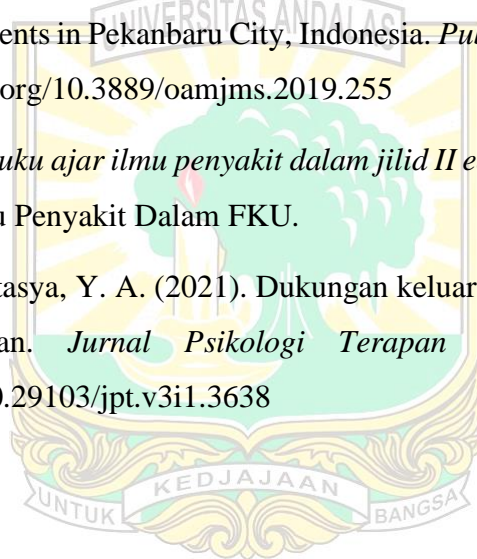 UNIVERSITAS ANDALAS
ents in Pekanbaru City, Indonesia. Pul
org/10.3889/oamjms.2019.255
uku ajar ilmu penyakit dalam jilid II e
u Penyakit Dalam FKU.
tasya, Y. A. (2021). Dukungan keluar
an. Jurnal Psikologi Terapan
0.29103/jpt.v3i1.3638
UNTUK KEDJAJAAN BANGSA